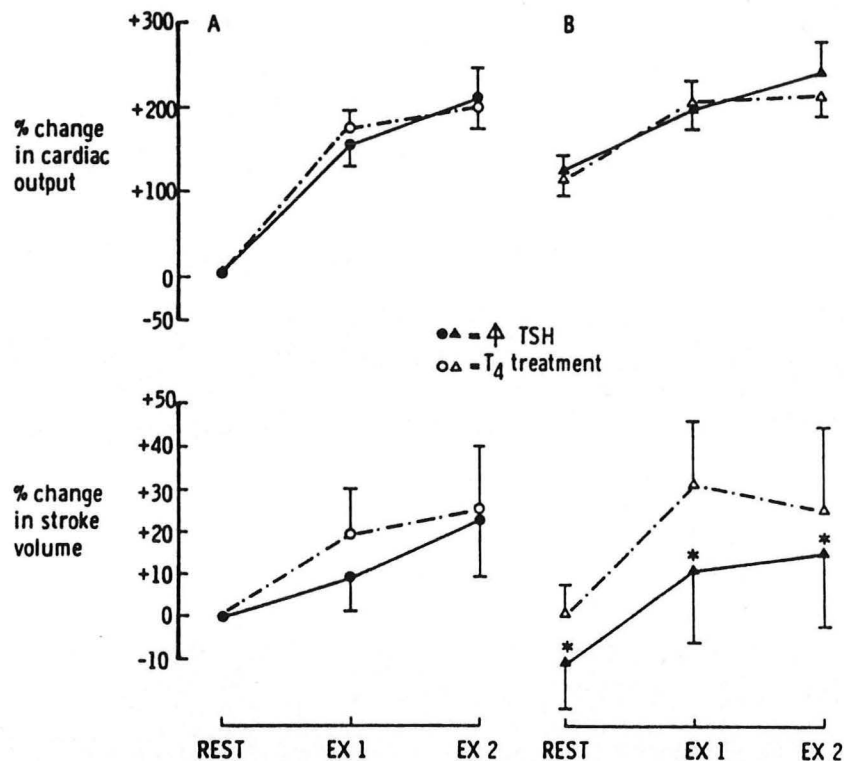 +300
A
B
+200
% change
in cardiac
output
+100
0
-50
●▲ = ↑ TSH
○△ = T₄ treatment
+50
+40
+30
% change
in stroke
volume
+20
+10
0
-10
* * *
REST EX 1 EX 2 REST EX 1 EX 2